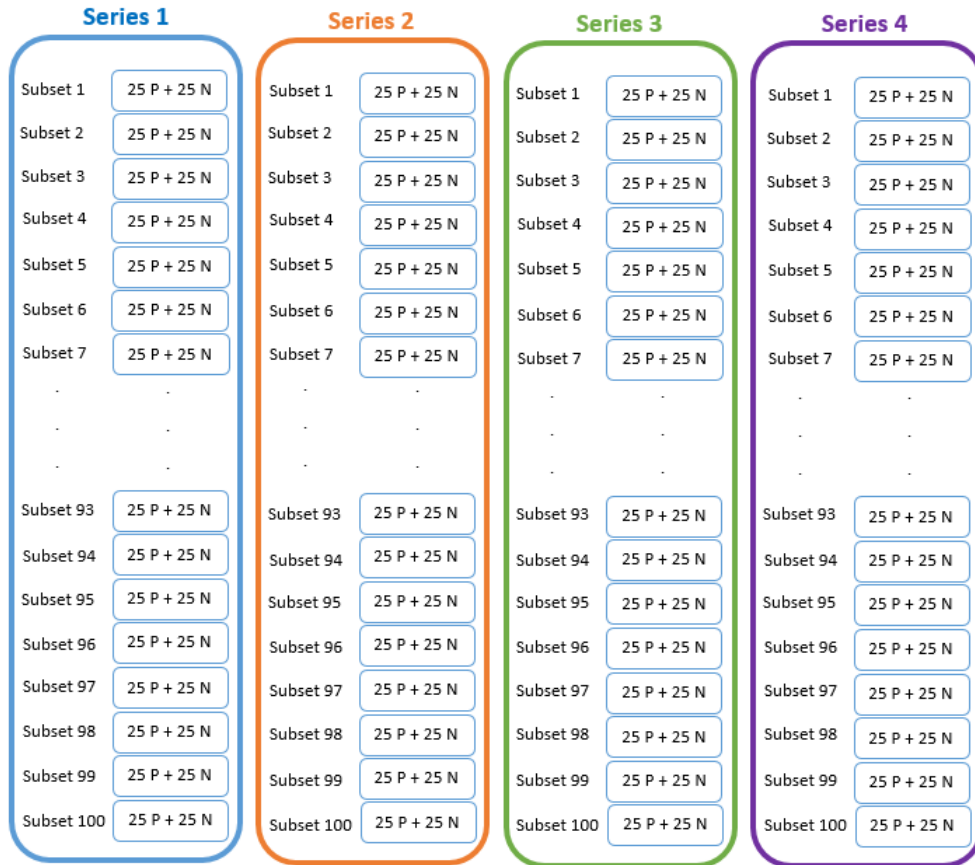 Series 1
Subset 1 25 P + 25 N
Subset 2 25 P + 25 N
Subset 3 25 P + 25 N
Subset 4 25 P + 25 N
Subset 5 25 P + 25 N
Subset 6 25 P + 25 N
Subset 7 25 P + 25 N
. .
. .
. .
Subset 93 25 P + 25 N
Subset 94 25 P + 25 N
Subset 95 25 P + 25 N
Subset 96 25 P + 25 N
Subset 97 25 P + 25 N
Subset 98 25 P + 25 N
Subset 99 25 P + 25 N
Subset 100 25 P + 25 N
Series 2
Subset 1 25 P + 25 N
Subset 2 25 P + 25 N
Subset 3 25 P + 25 N
Subset 4 25 P + 25 N
Subset 5 25 P + 25 N
Subset 6 25 P + 25 N
Subset 7 25 P + 25 N
. .
. .
. .
Subset 93 25 P + 25 N
Subset 94 25 P + 25 N
Subset 95 25 P + 25 N
Subset 96 25 P + 25 N
Subset 97 25 P + 25 N
Subset 98 25 P + 25 N
Subset 99 25 P + 25 N
Subset 100 25 P + 25 N
Series 3
Subset 1 25 P + 25 N
Subset 2 25 P + 25 N
Subset 3 25 P + 25 N
Subset 4 25 P + 25 N
Subset 5 25 P + 25 N
Subset 6 25 P + 25 N
Subset 7 25 P + 25 N
. .
. .
. .
Subset 93 25 P + 25 N
Subset 94 25 P + 25 N
Subset 95 25 P + 25 N
Subset 96 25 P + 25 N
Subset 97 25 P + 25 N
Subset 98 25 P + 25 N
Subset 99 25 P + 25 N
Subset 100 25 P + 25 N
Series 4
Subset 1 25 P + 25 N
Subset 2 25 P + 25 N
Subset 3 25 P + 25 N
Subset 4 25 P + 25 N
Subset 5 25 P + 25 N
Subset 6 25 P + 25 N
Subset 7 25 P + 25 N
. .
. .
. .
Subset 93 25 P + 25 N
Subset 94 25 P + 25 N
Subset 95 25 P + 25 N
Subset 96 25 P + 25 N
Subset 97 25 P + 25 N
Subset 98 25 P + 25 N
Subset 99 25 P + 25 N
Subset 100 25 P + 25 N